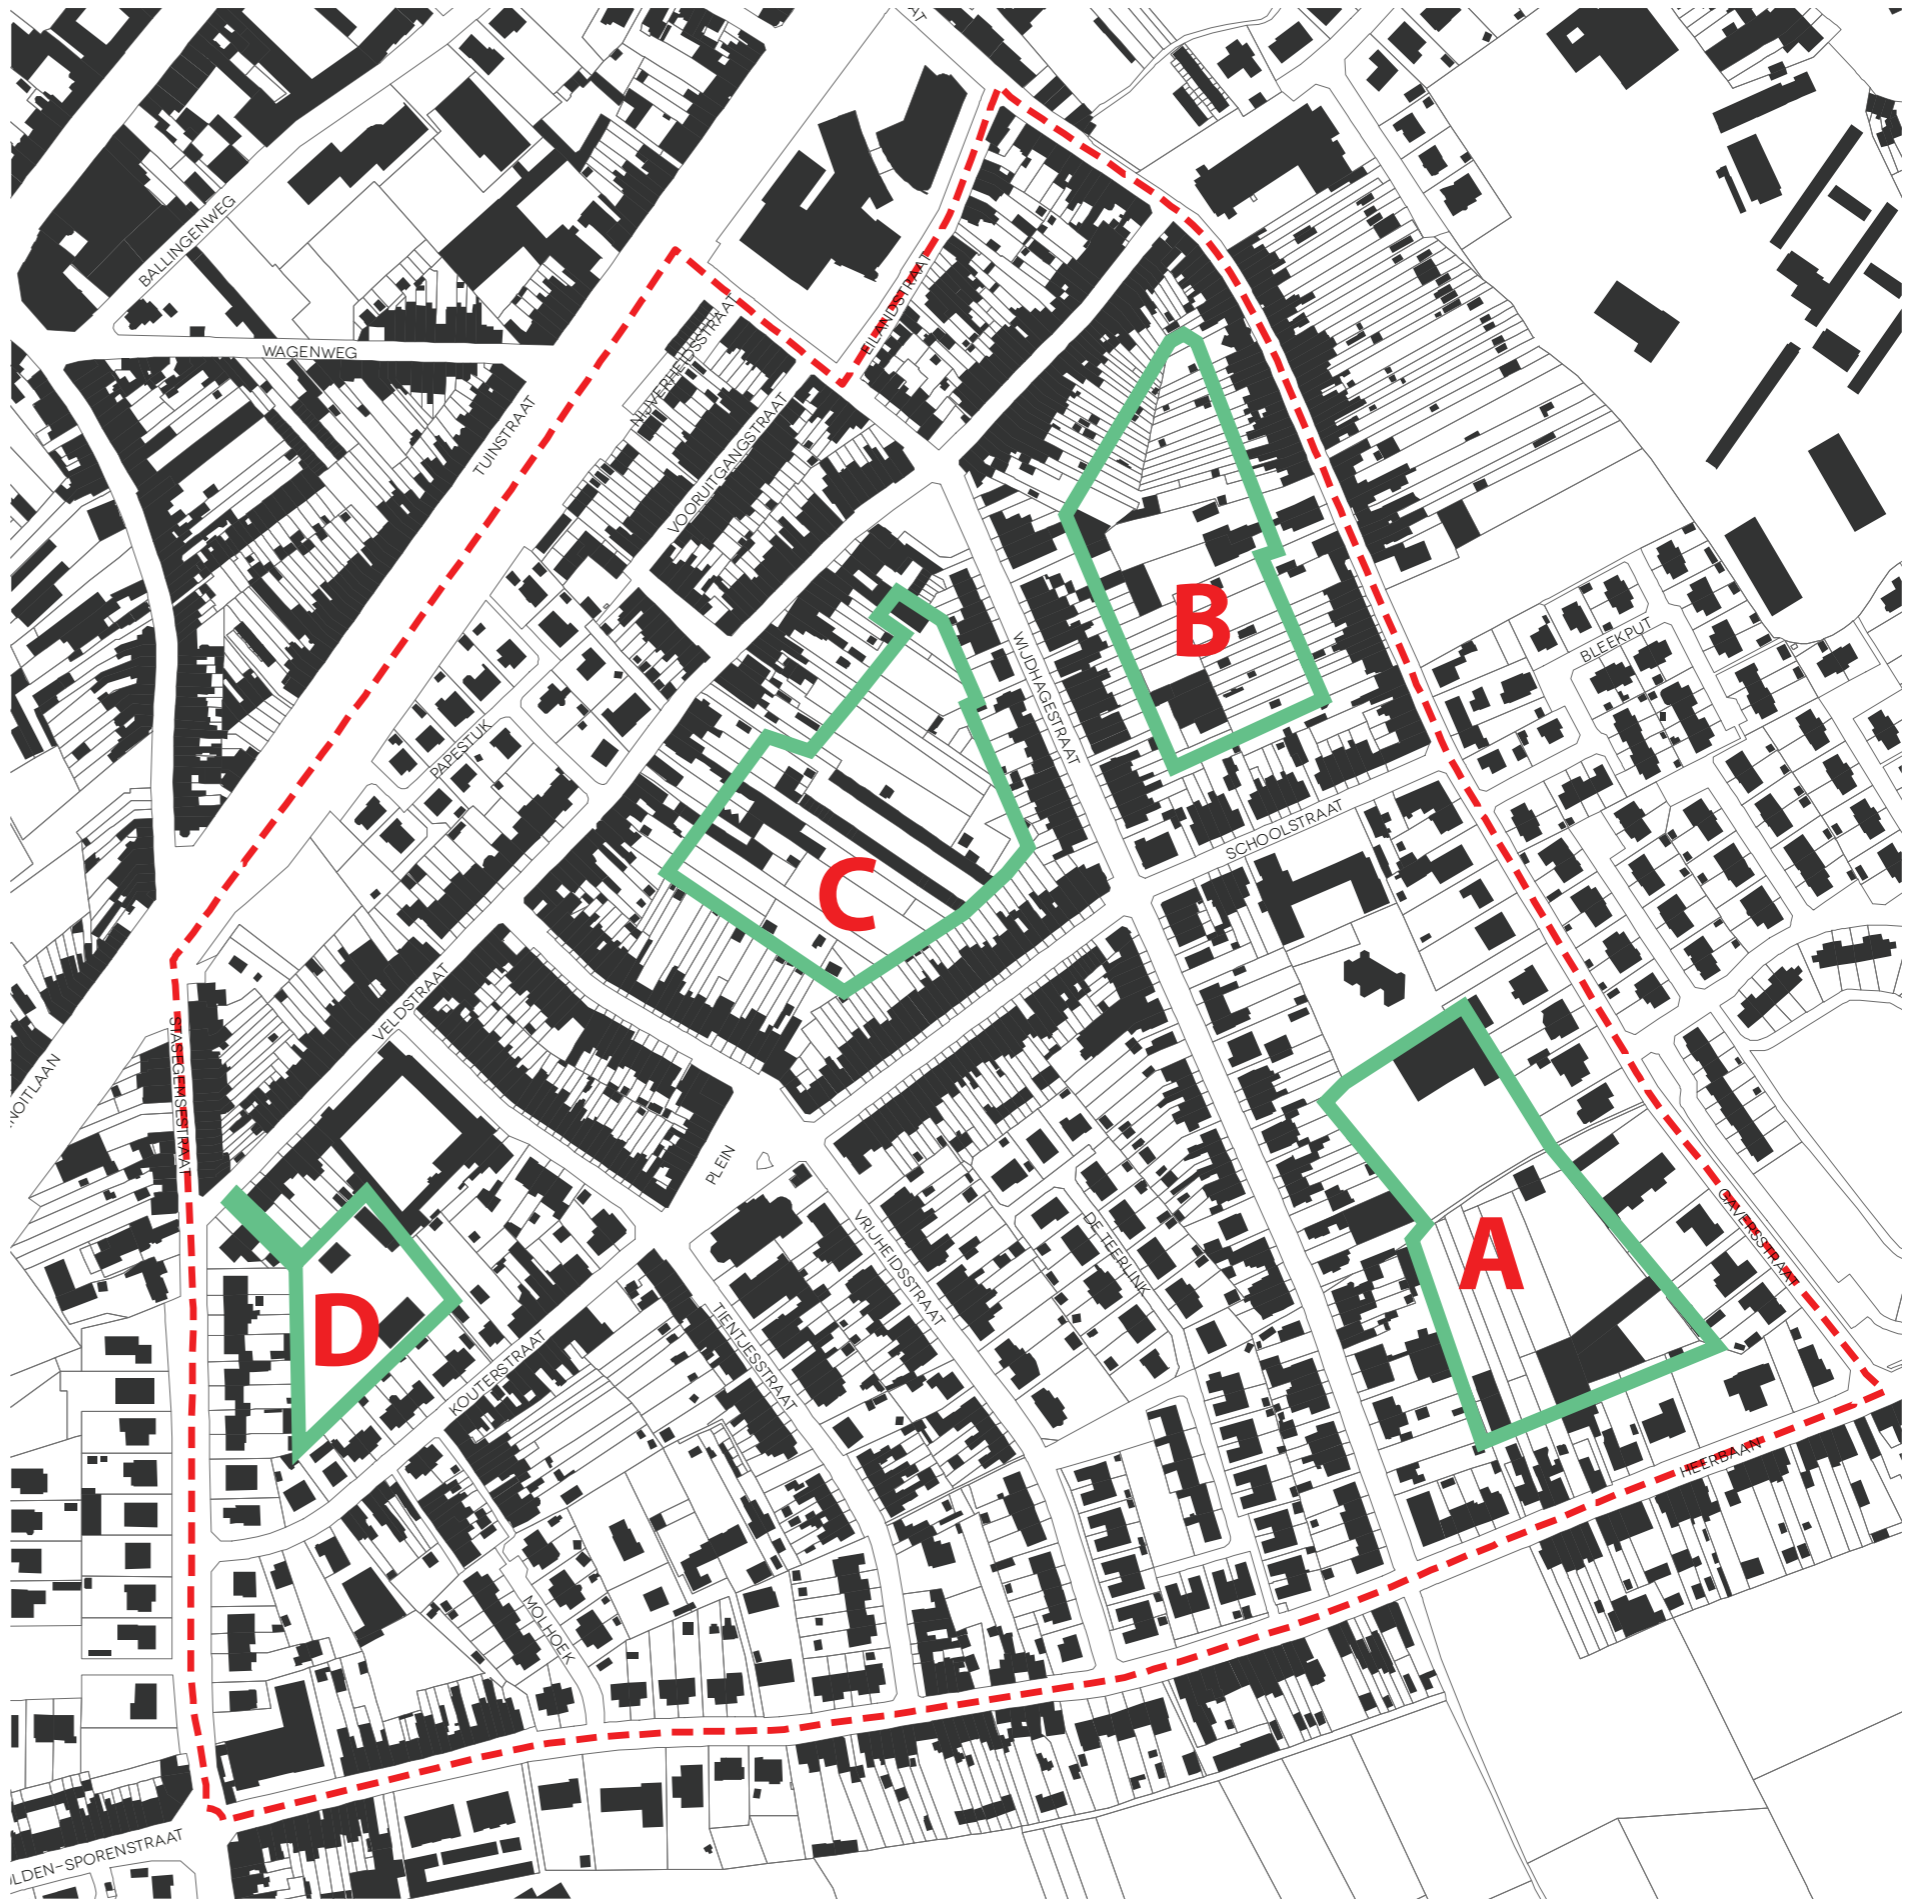 BALLINGENWEG
WAGENWEG
TUINSTRAAT
NIJVERHEIDSSTRAAT
EILANDSTRAAT
VOORUITGANGSTRAAT
B
BLEEKPUT
WIJDHAGESTRAAT
PAPESTUK
SCHOOLSTRAAT
C
VELDSTRAAT
STASEGEMSESTRAAT
PLEIN
A
VRIJHEIDSSTRAAT
DE TEERLINK
GAVERSSTRAAT
D
TIENTJESSTRAAT
KOUTERSTRAAT
HEERBAAN
MOLHOEK